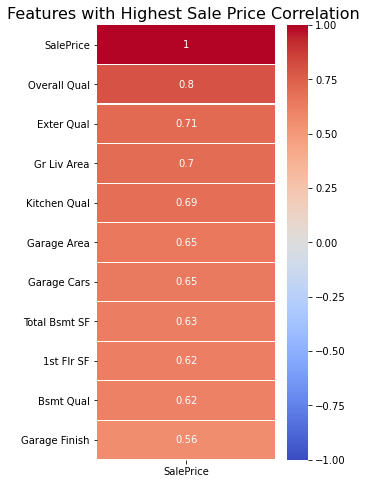 Features with Highest Sale Price Correlation
SalePrice 1
Overall Qual 0.8
Exter Qual 0.71
Gr Liv Area 0.7
Kitchen Qual 0.69
Garage Area 0.65
Garage Cars 0.65
Total Bsmt SF 0.63
1st Flr SF 0.62
Bsmt Qual 0.62
Garage Finish 0.56
SalePrice
1.00
0.75
0.50
0.25
0.00
−0.25
−0.50
−0.75
−1.00